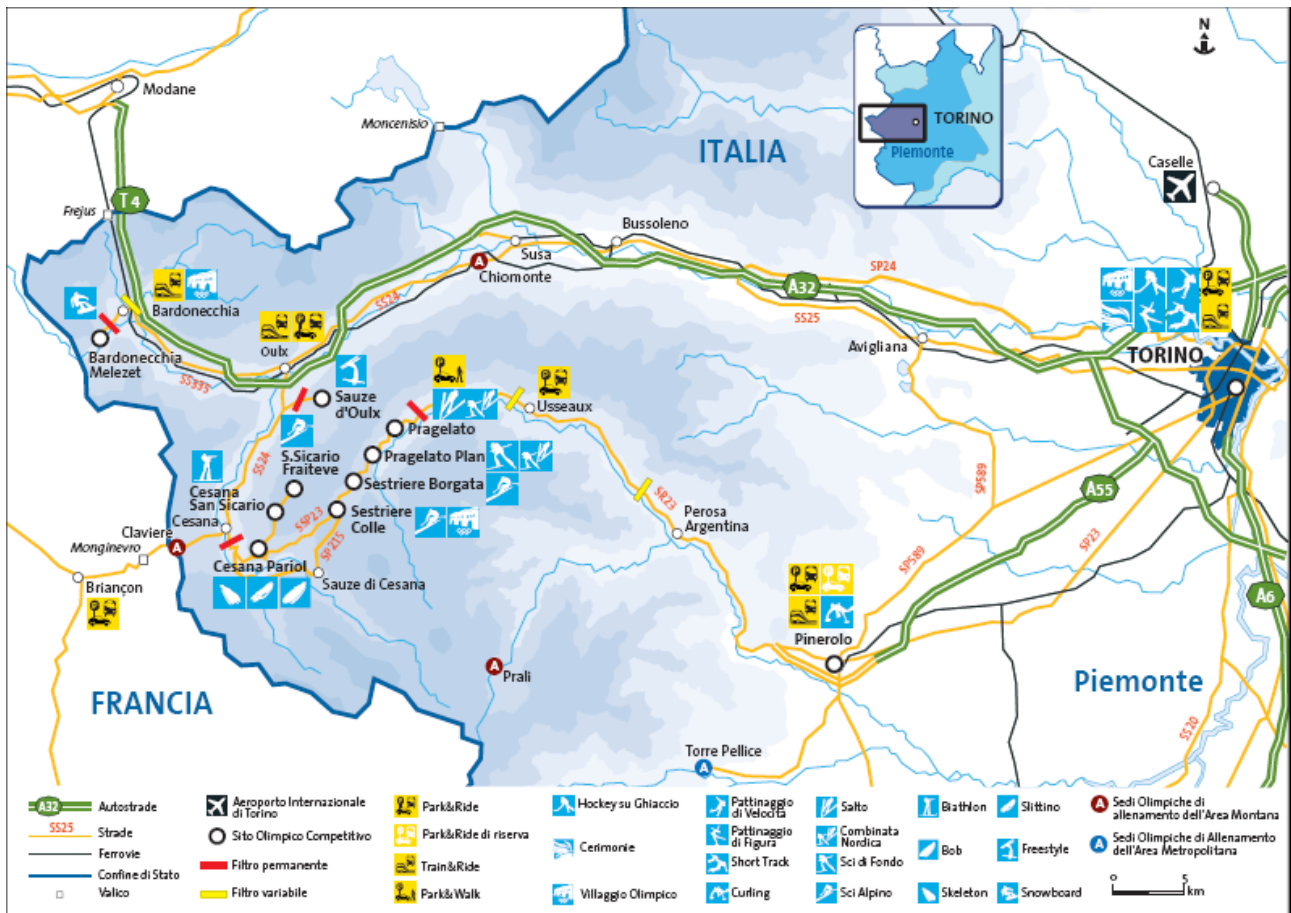 N
Modane
Moncenisio
ITALIA
TORINO
Piemonte
Caselle
T4
Frejus
Bussoleno
Susa
Chiomonte
SS24
A32
SP24
SS25
Bardonecchia
Oulx
Avigliana
TORINO
Bardonecchia
Melezet
SS335
Sauze
d'Oulx
Usseaux
Pragelato
S.Sicario
Fraiteve
Pragelato Plan
SS24
Cesana
San Sicario
Sestriere Borgata
SP589
A55
SR23
Cesana
Sestriere
Colle
SSP23
Perosa
Argentina
Claviere
Monginevro
Cesana Pariol
SP215
Sauze di Cesana
SP23
SP589
Briançon
A6
Pinerolo
Prali
Piemonte
FRANCIA
SS20
Torre Pellice
A32
Autostrade
SS25
Strade
Ferrovie
Confine di Stato
Valico
Aeroporto Internazionale
di Torino
Sito Olimpico Competitivo
Filtro permanente
Filtro variabile
Park&Ride
Park&Ride di riserva
Train&Ride
Park&Walk
Hockey su Ghiaccio
Cerimonie
Villaggio Olimpico
Pattinaggio
di Velocità
Pattinaggio
di Figura
Short Track
Curling
Salto
Combinata
Nordica
Sci di Fondo
Sci Alpino
Biathlon
Bob
Skeleton
Slittino
Freestyle
Snowboard
A
Sedi Olimpiche di
allenamento dell'Area Montana
A
Sedi Olimpiche di Allenamento
dell'Area Metropolitana
0 5
km